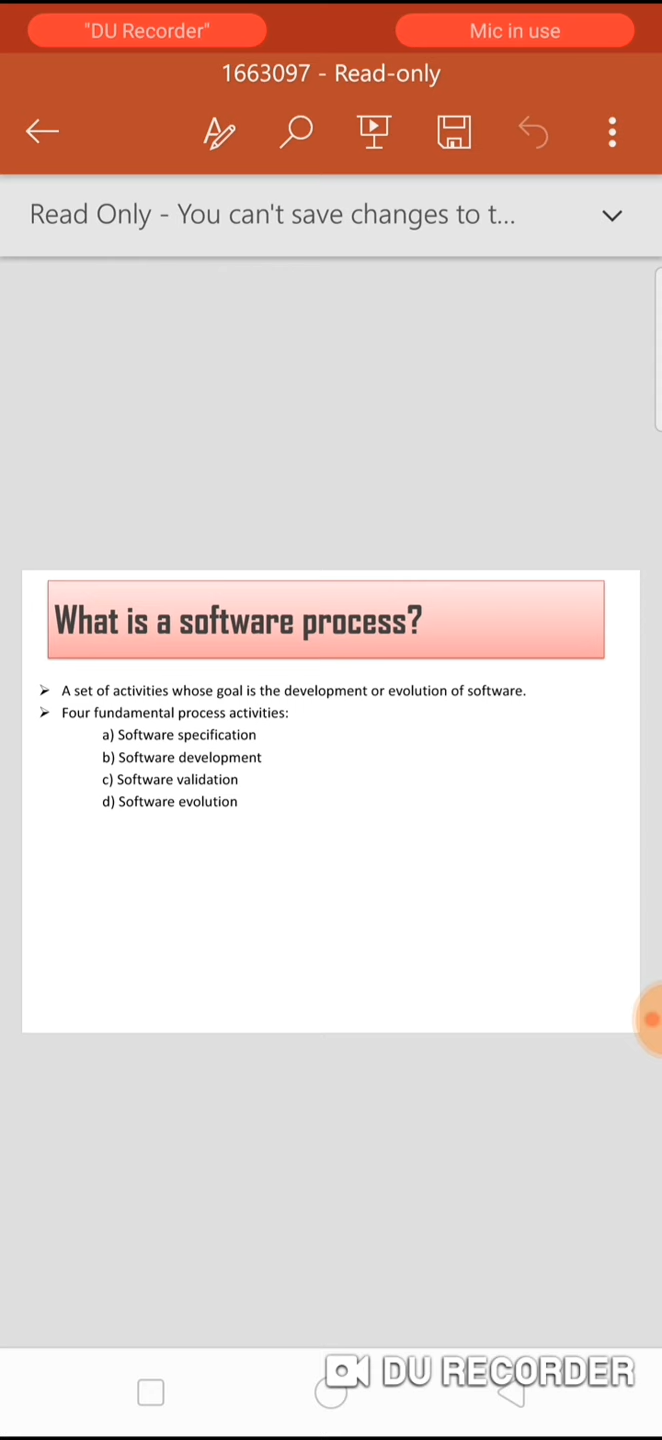 "DU Recorder" Mic in use
1663097 - Read-only
Read Only - You can't save changes to t...
What is a software process?
➤ A set of activities whose goal is the development or evolution of software.
➤ Four fundamental process activities:
a) Software specification
b) Software development
c) Software validation
d) Software evolution
DU RECORDER